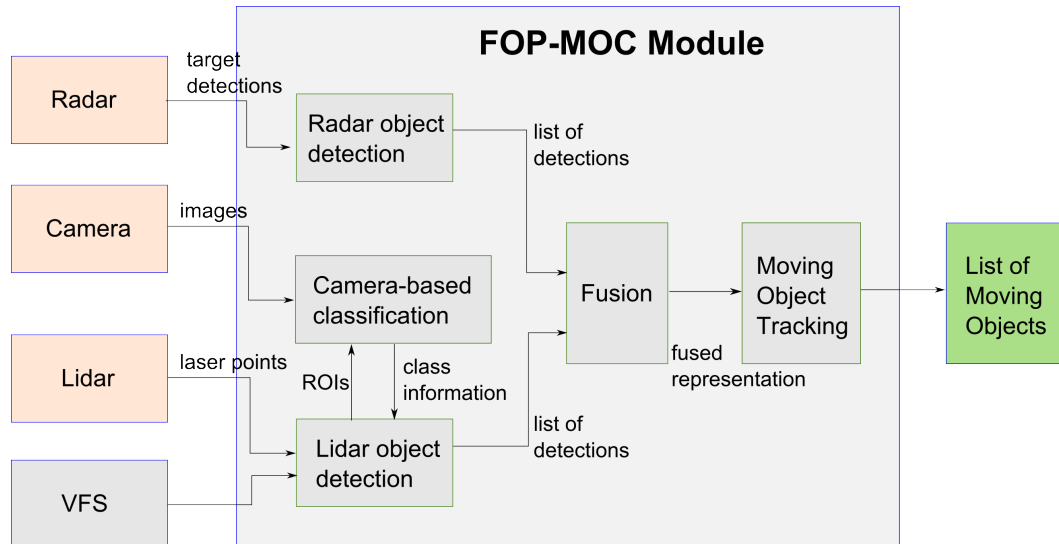 FOP-MOC Module
target
detections
Radar
Radar object
detection
list of
detections
images
Camera
Camera-based
classification
Fusion
Moving
Object
Tracking
List of
Moving
Objects
laser points
Lidar
ROIs
class
information
fused
representation
Lidar object
detection
list of
detections
VFS